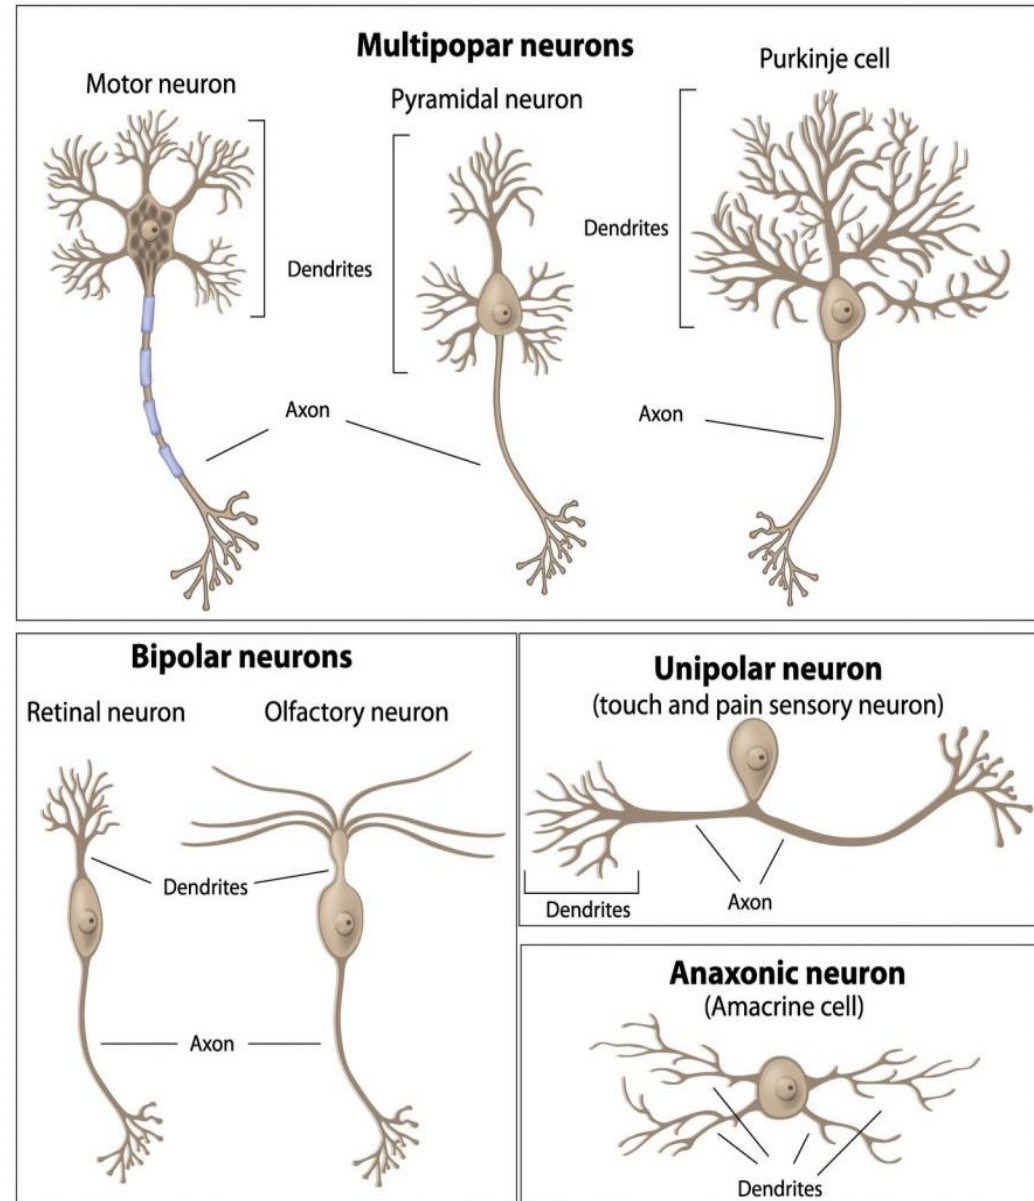 Multipopar neurons
Motor neuron
Pyramidal neuron
Purkinje cell
Dendrites
Dendrites
Axon
Axon
Bipolar neurons
Retinal neuron
Olfactory neuron
Dendrites
Axon
Unipolar neuron
(touch and pain sensory neuron)
Dendrites
Axon
Anaxonic neuron
(Amacrine cell)
Dendrites